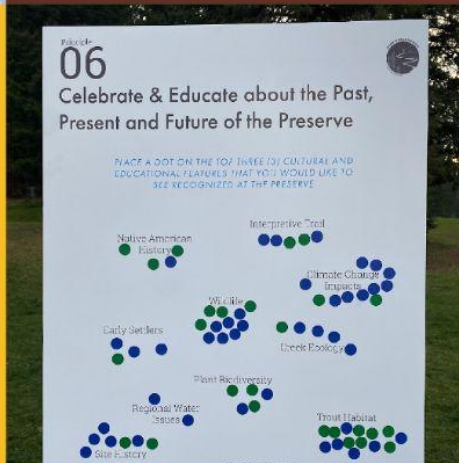 Principle
06
Celebrate & Educate about the Past,
Present and Future of the Preserve
PLACE A DOT ON THE TOP THREE (3) CULTURAL AND
EDUCATIONAL FEATURES THAT YOU WOULD LIKE TO
SEE RECOGNIZED AT THE PRESERVE
Interpretive Trail
Native American
History
Climate Change
Impacts
Wildlife
Early Settlers
Creek Ecology
Plant Biodiversity
Regional Water
Issues
Trout Habitat
Site History